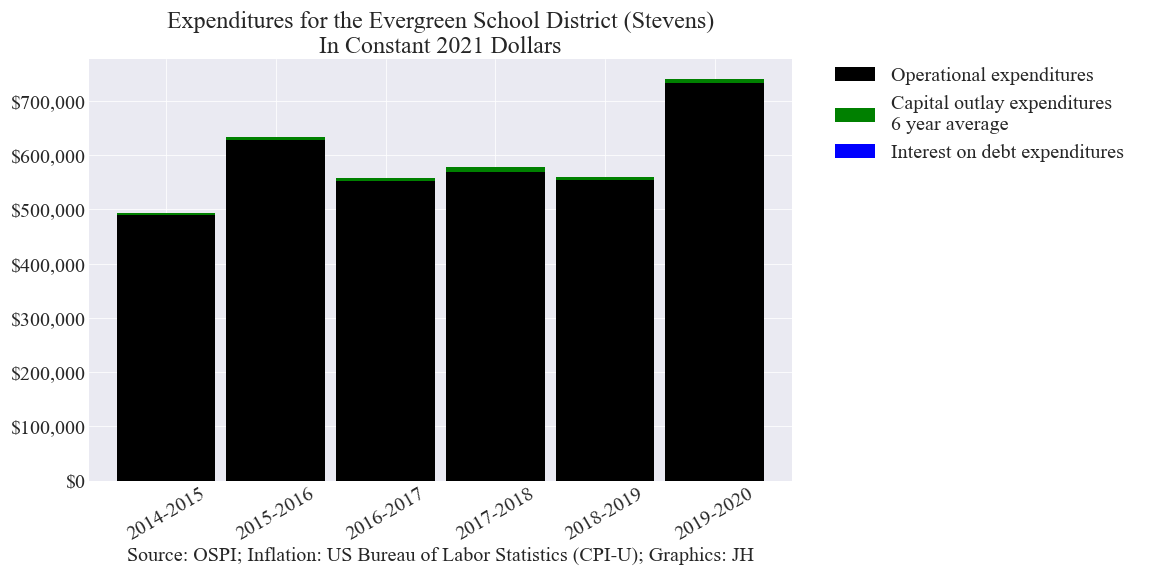 Expenditures for the Evergreen School District (Stevens)
In Constant 2021 Dollars
$700,000
$600,000
$500,000
$400,000
$300,000
$200,000
$100,000
$0
2014-2015
2015-2016
2016-2017
2017-2018
2018-2019
2019-2020
Source: OSPI; Inflation: US Bureau of Labor Statistics (CPI-U); Graphics: JH
Operational expenditures
Capital outlay expenditures
6 year average
Interest on debt expenditures